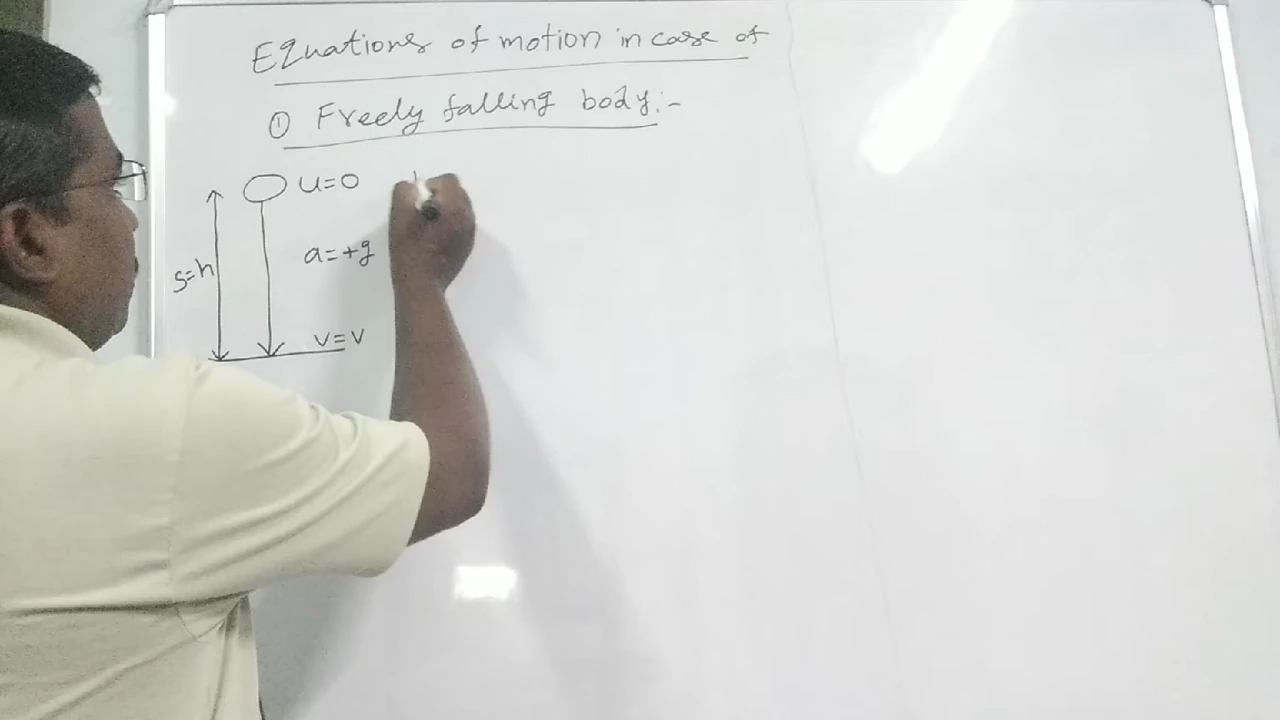 Equations of motion in case of
① Freely falling body:-
u=0
a=+g
s=h
v=v